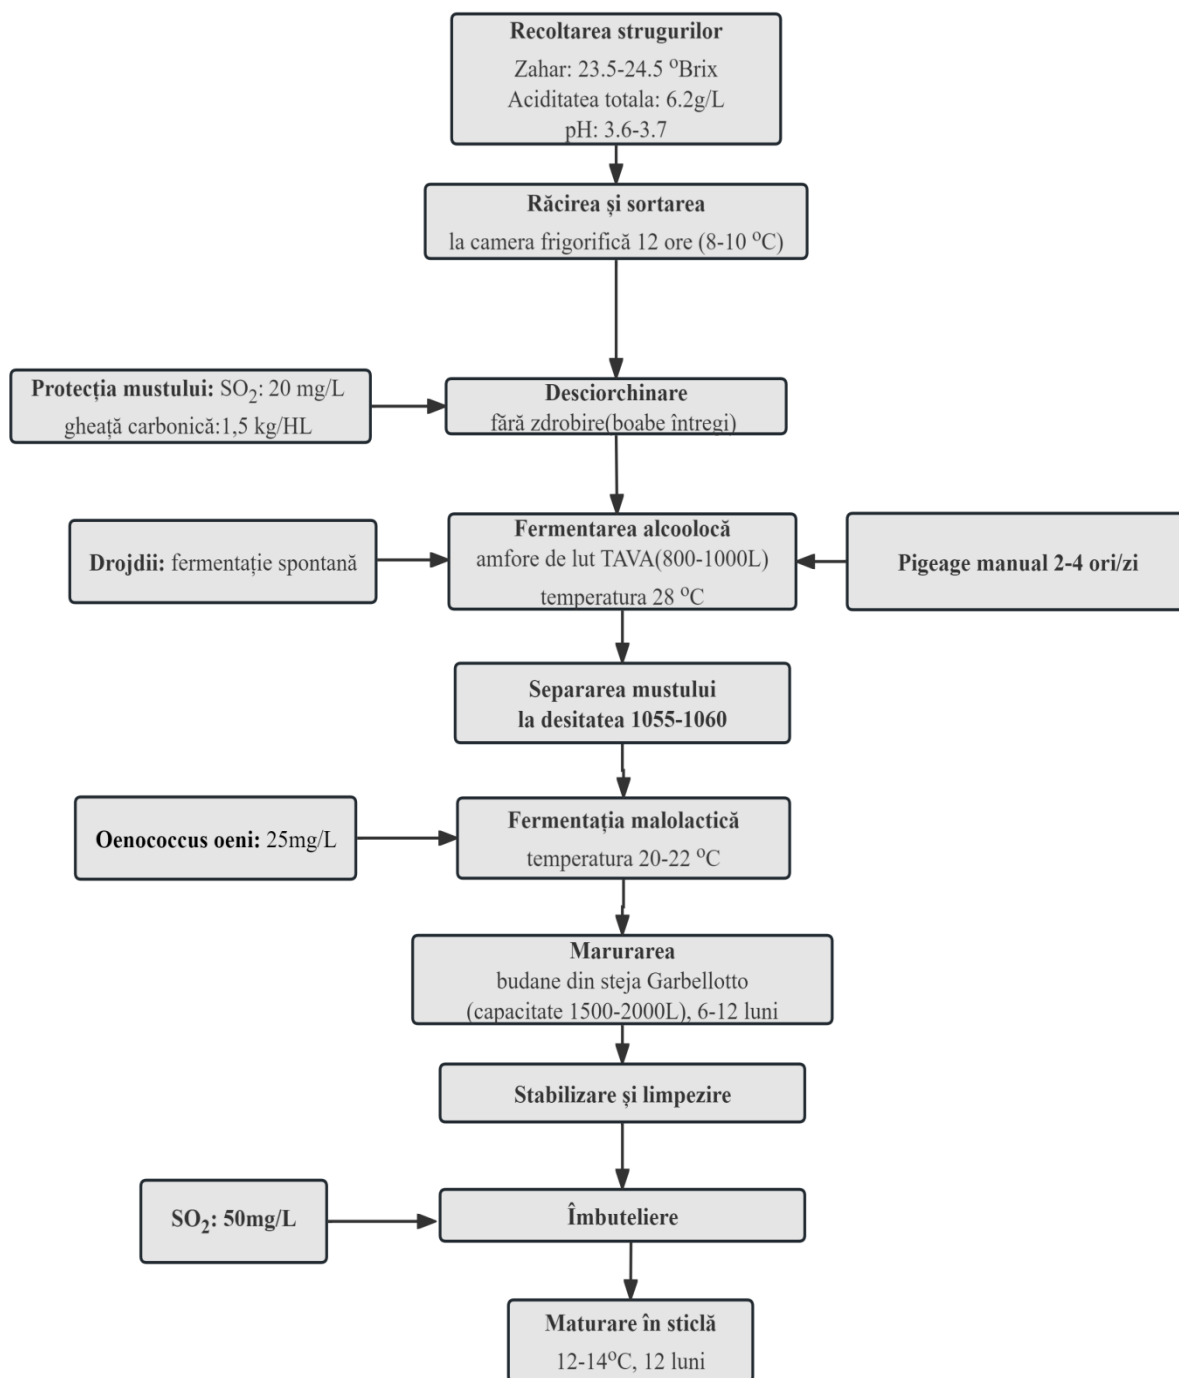 Recoltarea strugurilor
Zahar: 23.5-24.5 ºBrix
Aciditatea totala: 6.2g/L
pH: 3.6-3.7
Răcirea și sortarea
la camera frigorifică 12 ore (8-10 ºC)
Protecția mustului: SO₂: 20 mg/L
gheață carbonică:1,5 kg/HL
Desciorchinare
fără zdrobire(boabe întregi)
Drojdii: fermentație spontană
Fermentarea alcoolocă
amfore de lut TAVA(800-1000L)
temperatura 28 ºC
Pigeage manual 2-4 ori/zi
Separarea mustului
la desitatea 1055-1060
Oenococcus oeni: 25mg/L
Fermentația malolactică
temperatura 20-22 ºC
Marurarea
budane din steja Garbellotto
(capacitate 1500-2000L), 6-12 luni
Stabilizare și limpezire
SO₂: 50mg/L
Îmbuteliere
Maturare în sticlă
12-14ºC, 12 luni